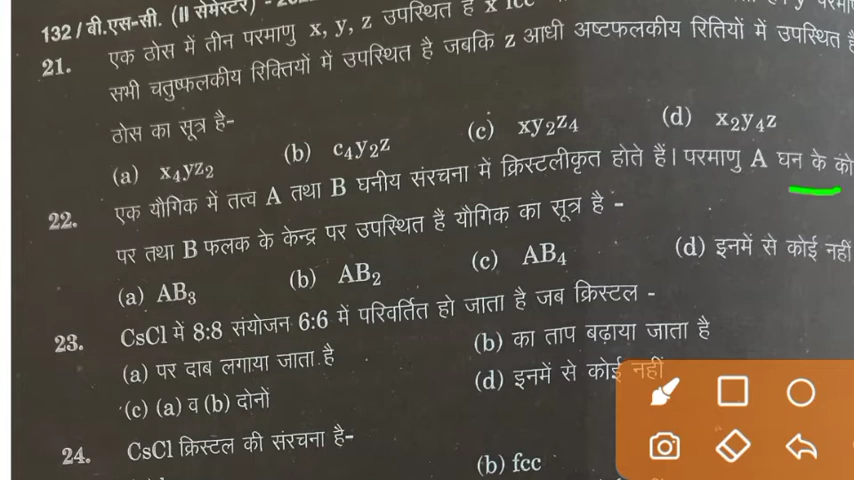 132 / बी.एस-सी. (II सेमेस्टर)
21. एक ठोस में तीन परमाणु x, y, z उपस्थित है x fcc
सभी चतुष्फलकीय रिक्तियों में उपस्थित है जबकि z आधी अष्टफलकीय रितियों में उपस्थित है
ठोस का सूत्र है-
(a) x₄yz₂ (b) c₄y₂z (c) xy₂z₄ (d) x₂y₄z
22. एक यौगिक में तत्व A तथा B घनीय संरचना में क्रिस्टलीकृत होते हैं। परमाणु A घन के को
पर तथा B फलक के केन्द्र पर उपस्थित हैं यौगिक का सूत्र है -
(a) AB₃ (b) AB₂ (c) AB₄ (d) इनमें से कोई नहीं
23. CsCl में 8:8 संयोजन 6:6 में परिवर्तित हो जाता है जब क्रिस्टल -
(a) पर दाब लगाया जाता है (b) का ताप बढ़ाया जाता है
(c) (a) व (b) दोनों (d) इनमें से कोई नहीं
24. CsCl क्रिस्टल की संरचना है-
(b) fcc